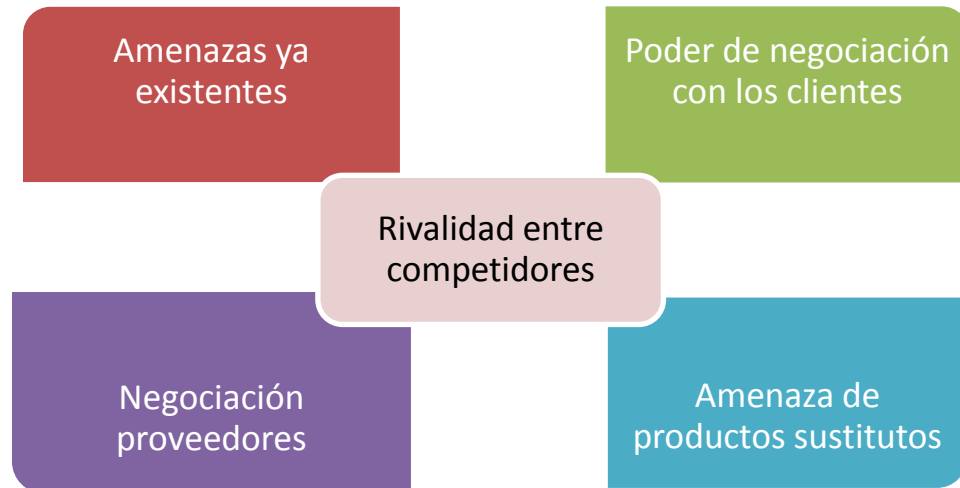 Amenazas ya
existentes
Poder de negociación
con los clientes
Rivalidad entre
competidores
Negociación
proveedores
Amenaza de
productos sustitutos